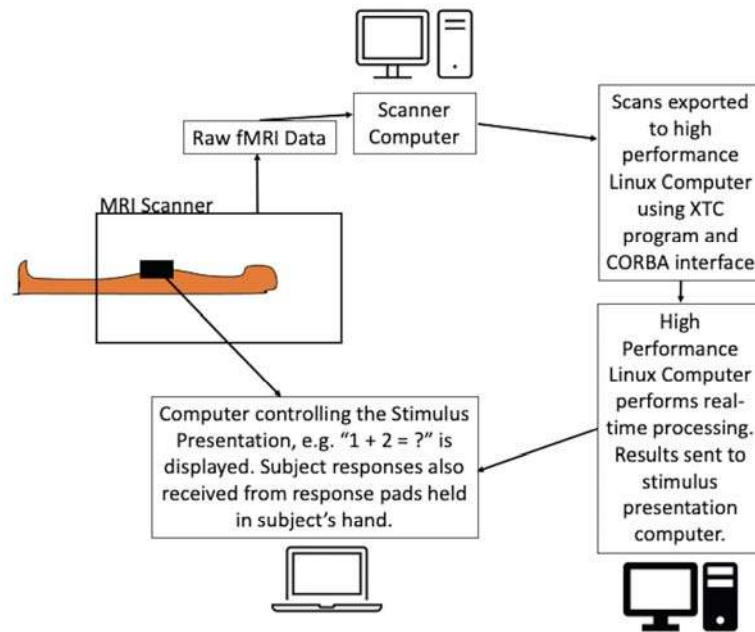 Scanner
Computer
Raw fMRI Data
Scans exported
to high
performance
Linux Computer
using XTC
program and
CORBA interface
MRI Scanner
High
Performance
Linux Computer
performs real-
time processing.
Results sent to
stimulus
presentation
computer.
Computer controlling the Stimulus
Presentation, e.g. “1 + 2 = ?” is
displayed. Subject responses also
received from response pads held
in subject’s hand.